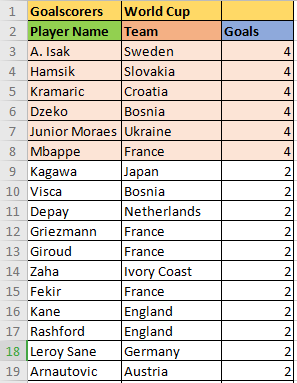 1 Goalscorers World Cup
2 Player Name Team Goals
3 A. Isak Sweden 4
4 Hamsik Slovakia 4
5 Kramaric Croatia 4
6 Dzeko Bosnia 4
7 Junior Moraes Ukraine 4
8 Mbappe France 4
9 Kagawa Japan 2
10 Visca Bosnia 2
11 Depay Netherlands 2
12 Griezmann France 2
13 Giroud France 2
14 Zaha Ivory Coast 2
15 Fekir France 2
16 Kane England 2
17 Rashford England 2
18 Leroy Sane Germany 2
19 Arnautovic Austria 2